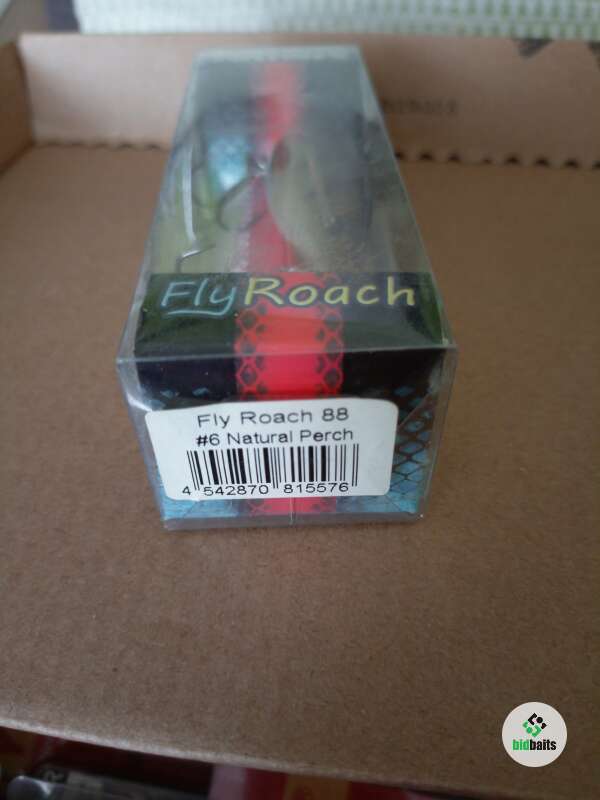 FlyRoach
Fly Roach 88
#6 Natural Perch
4 542870 815576
bidbaits